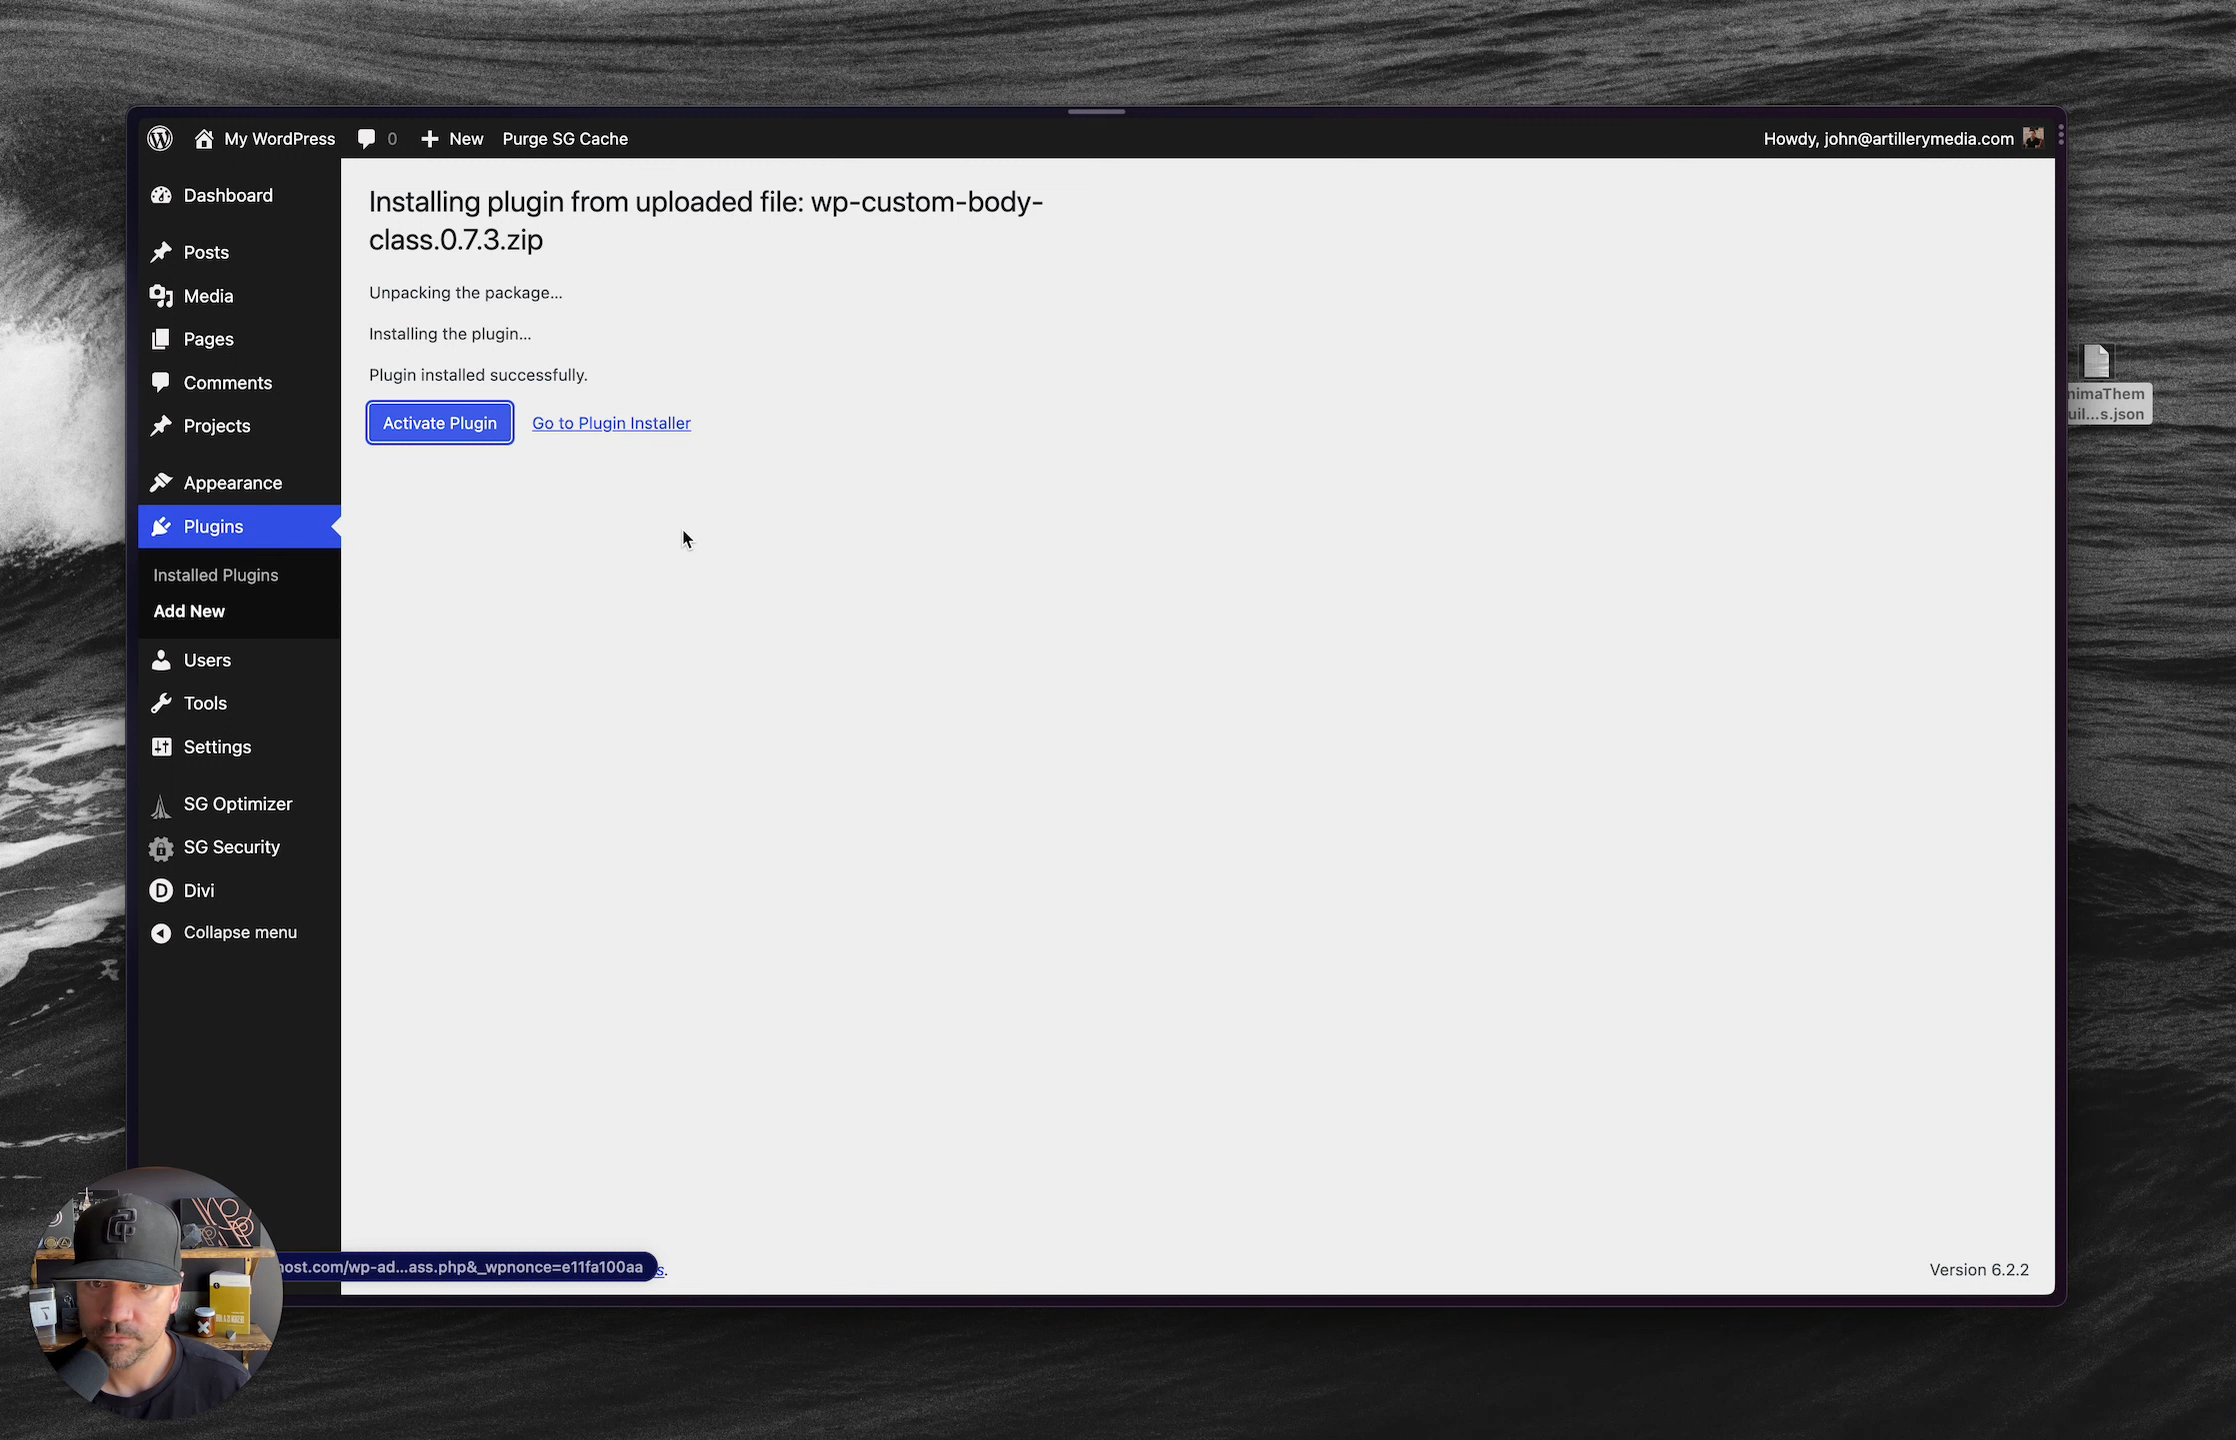 My WordPress
0
New
Purge SG Cache
Howdy, john@artillerymedia.com
Dashboard
Posts
Media
Pages
Comments
Projects
Appearance
Plugins
Installed Plugins
Add New
Users
Tools
Settings
SG Optimizer
SG Security
Divi
Collapse menu
Installing plugin from uploaded file: wp-custom-body-
class.0.7.3.zip
Unpacking the package...
Installing the plugin...
Plugin installed successfully.
Activate Plugin
Go to Plugin Installer
nimaThem
uil...s.json
ost.com/wp-ad...ass.php&_wpnonce=e11fa100aa
s.
Version 6.2.2